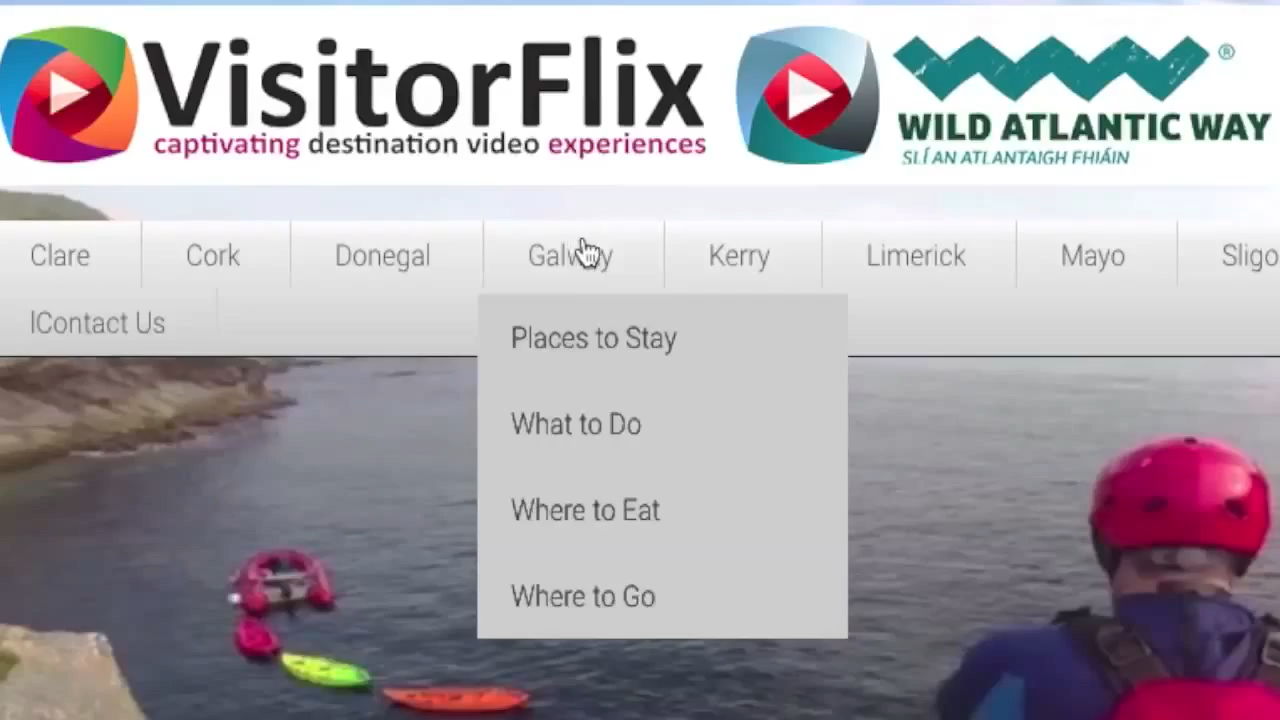 VisitorFlix
captivating destination video experiences
WILD ATLANTIC WAY ®
SLÍ AN ATLANTAIGH FHIÁIN
Clare Cork Donegal Galway Kerry Limerick Mayo Sligo
lContact Us
Places to Stay
What to Do
Where to Eat
Where to Go